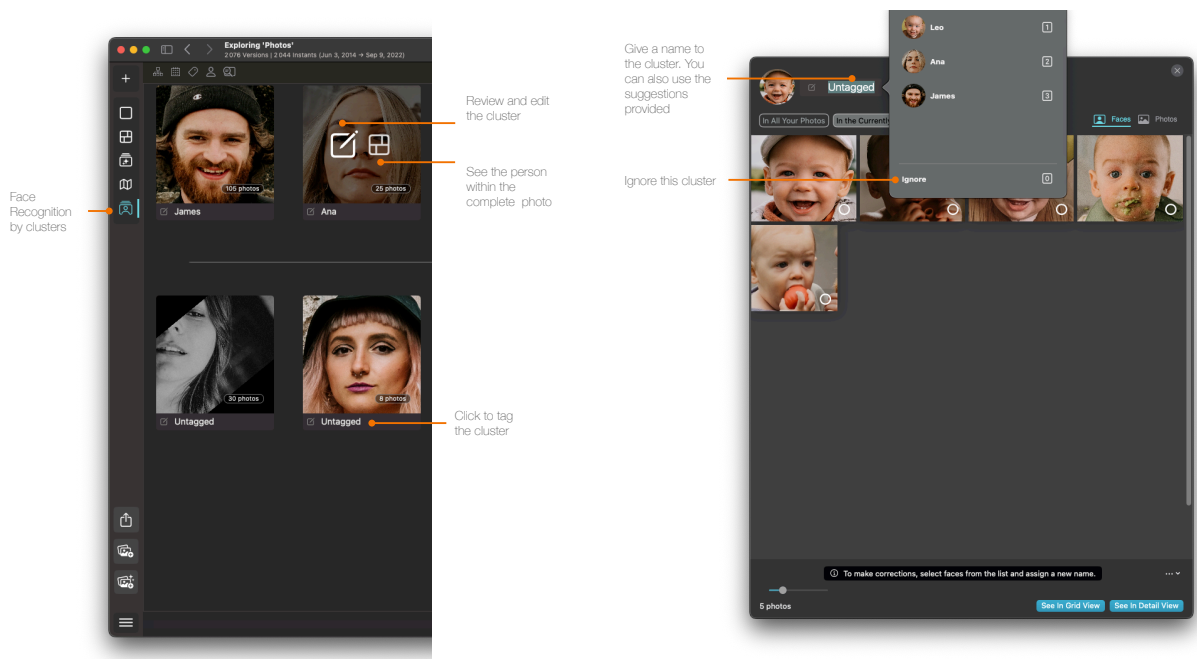 Exploring 'Photos'
2 076 Versions | 2 044 Instants (Jun 3, 2014 → Sep 9, 2022)
105 photos
James
25 photos
Ana
30 photos
Untagged
8 photos
Untagged
Face
Recognition
by clusters
Review and edit
the cluster
See the person
within the
complete photo
Click to tag
the cluster
Give a name to
the cluster. You
can also use the
suggestions
provided
Ignore this cluster
Untagged
Leo 1
Ana 2
James 3
Ignore 0
In All Your Photos In the Currently
Faces Photos
To make corrections, select faces from the list and assign a new name.
5 photos
See In Grid View See In Detail View